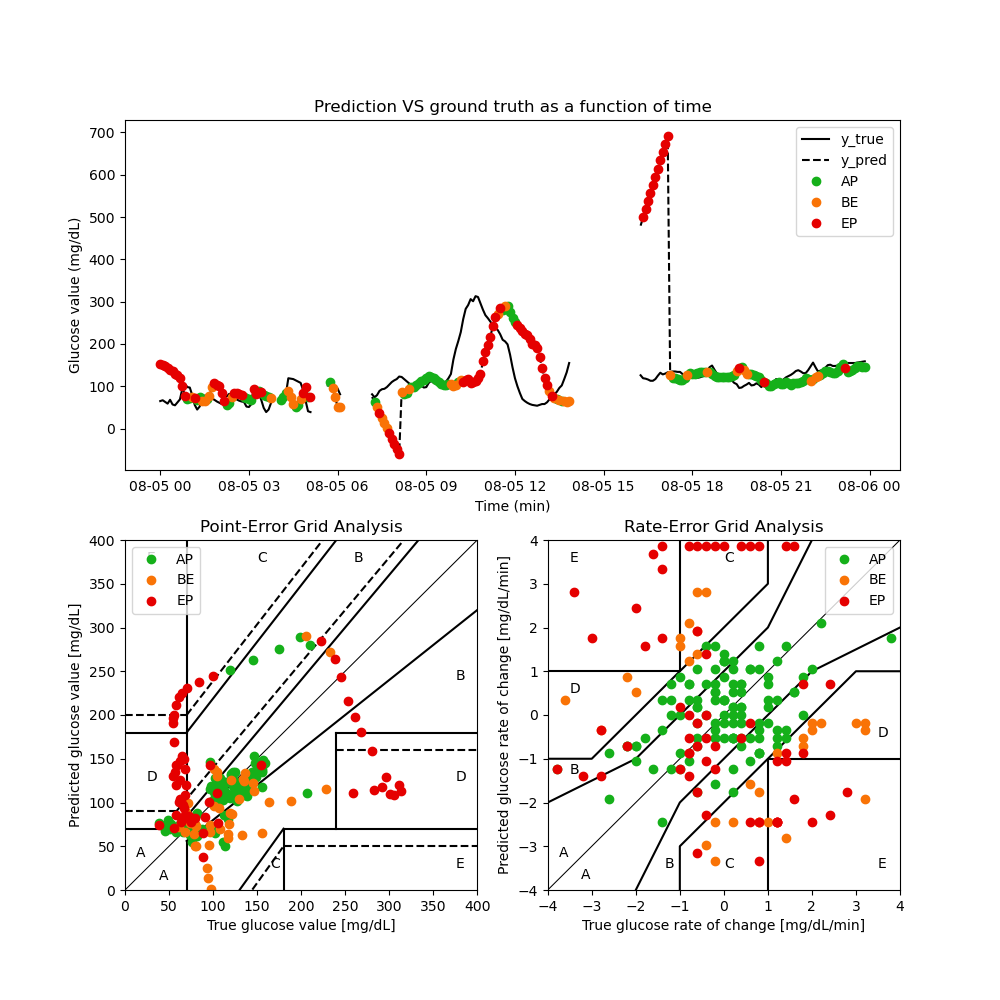 Prediction VS ground truth as a function of time
Glucose value (mg/dL)
700
600
500
400
300
200
100
0
y_true
y_pred
AP
BE
EP
08-05 00 08-05 03 08-05 06 08-05 09 08-05 12 08-05 15 08-05 18 08-05 21 08-06 00
Time (min)
Point-Error Grid Analysis
Predicted glucose value [mg/dL]
400
350
300
250
200
150
100
50
0
AP
BE
EP
E
C
B
B
D
D
A
A
C
E
0 50 100 150 200 250 300 350 400
True glucose value [mg/dL]
Rate-Error Grid Analysis
Predicted glucose rate of change [mg/dL/min]
4
3
2
1
0
−1
−2
−3
−4
E
C
AP
BE
EP
D
D
B
A
A
B
C
E
−4 −3 −2 −1 0 1 2 3 4
True glucose rate of change [mg/dL/min]